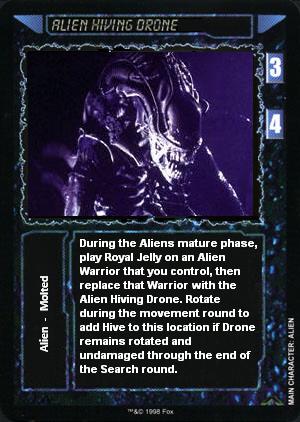 ALIEN HIVING DRONE
3
4
During the Aliens mature phase,
play Royal Jelly on an Alien
Warrior that you control, then
replace that Warrior with the
Alien Hiving Drone. Rotate
during the movement round to
add Hive to this location if Drone
remains rotated and
undamaged through the end of
the Search round.
Alien - Molted
MAIN CHARACTER: ALIEN
™&© 1998 Fox